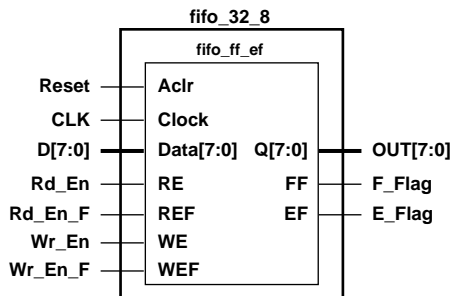 fifo_32_8
fifo_ff_ef
Reset Aclr
CLK Clock
D[7:0] Data[7:0] Q[7:0] OUT[7:0]
Rd_En RE FF F_Flag
Rd_En_F REF EF E_Flag
Wr_En WE
Wr_En_F WEF